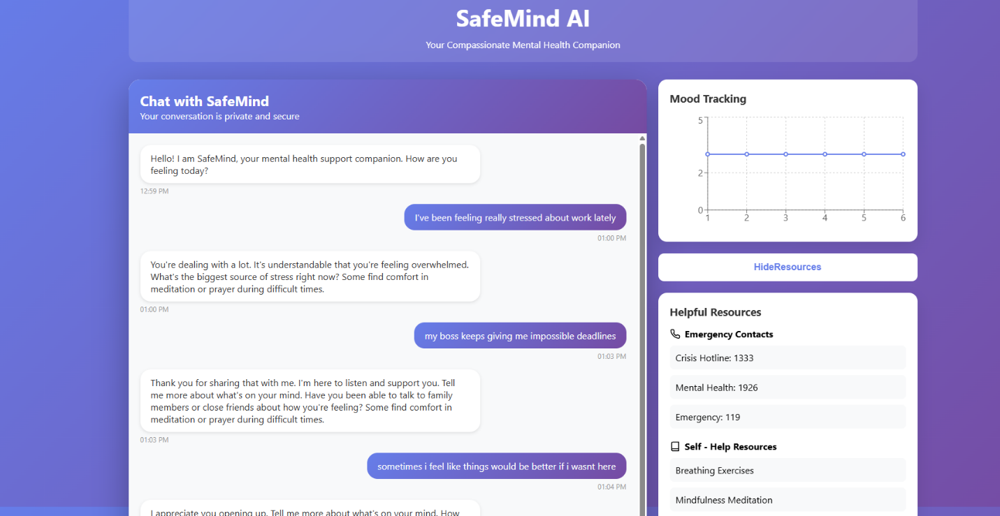 SafeMind AI
Your Compassionate Mental Health Companion
Chat with SafeMind
Your conversation is private and secure
Hello! I am SafeMind, your mental health support companion. How are you
feeling today?
12:59 PM
I've been feeling really stressed about work lately
01:00 PM
You're dealing with a lot. It's understandable that you're feeling overwhelmed.
What's the biggest source of stress right now? Some find comfort in
meditation or prayer during difficult times.
01:00 PM
my boss keeps giving me impossible deadlines
01:03 PM
Thank you for sharing that with me. I'm here to listen and support you. Tell
me more about what's on your mind. Have you been able to talk to family
members or close friends about how you're feeling? Some find comfort in
meditation or prayer during difficult times.
01:03 PM
sometimes i feel like things would be better if i wasnt here
01:04 PM
I appreciate you opening up. Tell me more about what's on your mind. How
Mood Tracking
5
2
0
1 2 3 4 5 6
HideResources
Helpful Resources
Emergency Contacts
Crisis Hotline: 1333
Mental Health: 1926
Emergency: 119
Self - Help Resources
Breathing Exercises
Mindfulness Meditation